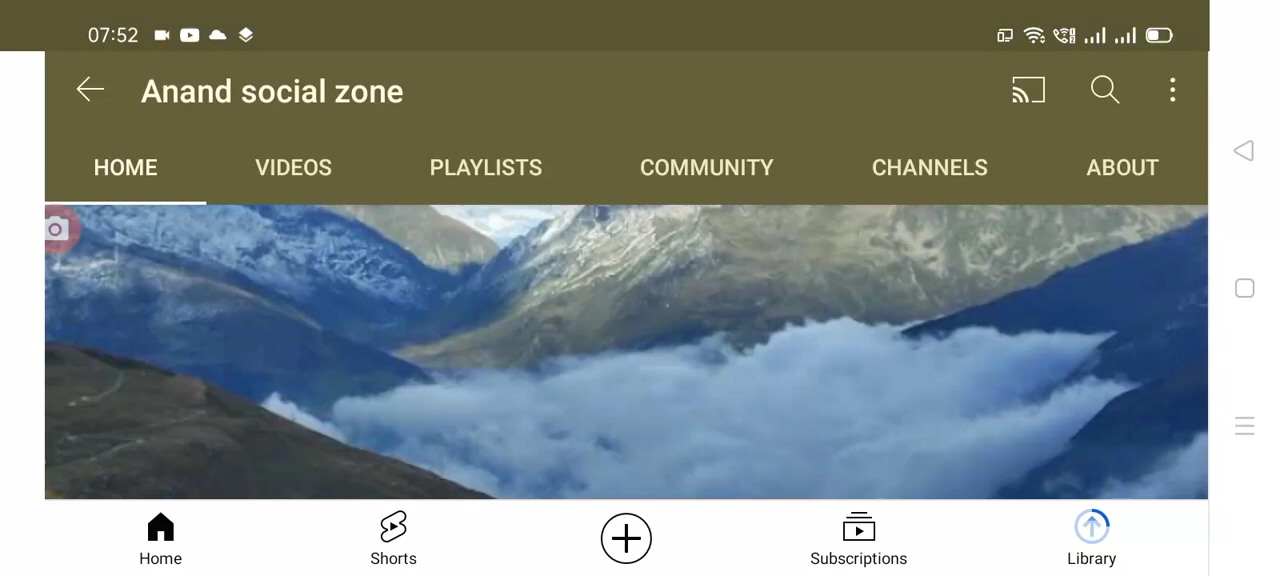 07:52
Anand social zone
HOME VIDEOS PLAYLISTS COMMUNITY CHANNELS ABOUT
Home Shorts Subscriptions Library